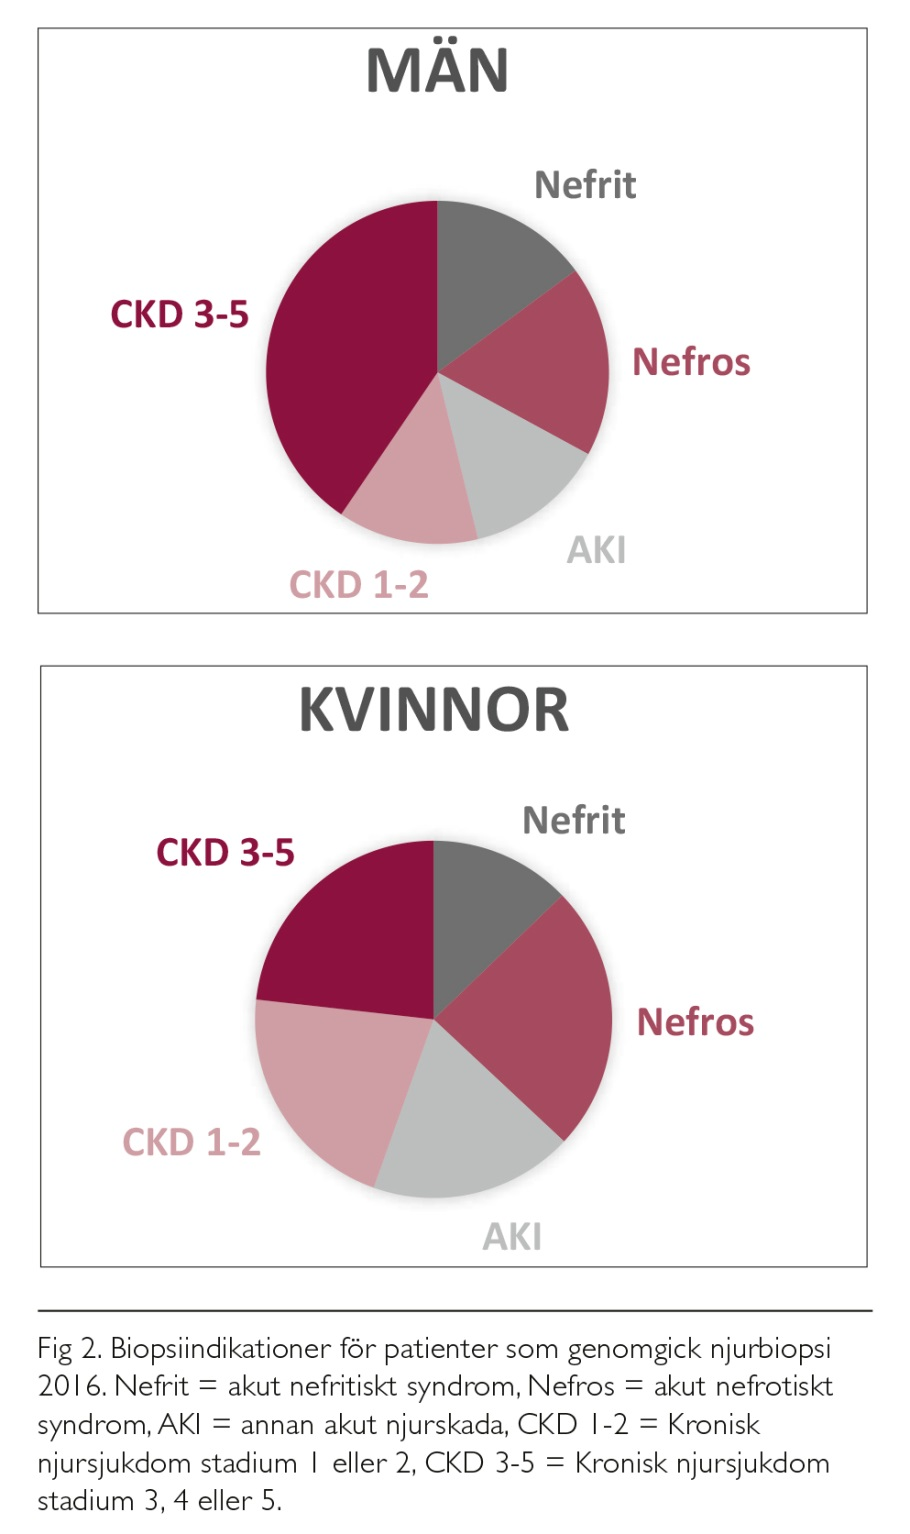 MÄN
Nefrit
CKD 3-5
Nefros
AKI
CKD 1-2
KVINNOR
Nefrit
CKD 3-5
Nefros
CKD 1-2
AKI
Fig 2. Biopsiindikationer för patienter som genomgick njurbiopsi
2016. Nefrit = akut nefritiskt syndrom, Nefros = akut nefrotiskt
syndrom, AKI = annan akut njurskada, CKD 1-2 = Kronisk
njursjukdom stadium 1 eller 2, CKD 3-5 = Kronisk njursjukdom
stadium 3, 4 eller 5.